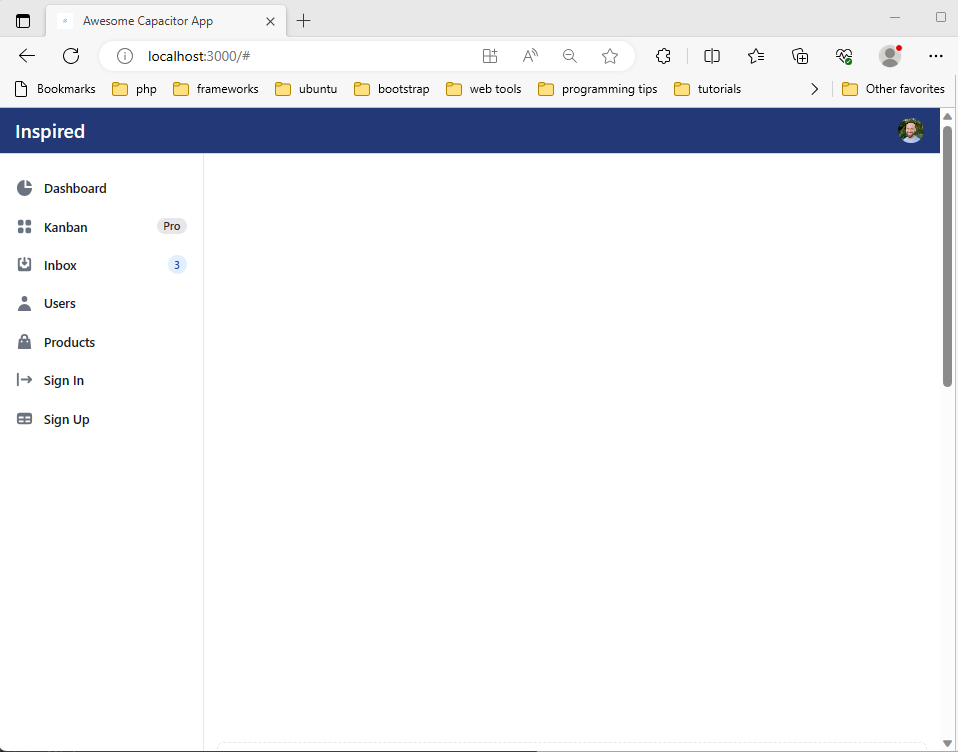 Awesome Capacitor App
localhost:3000/#
Bookmarks php frameworks ubuntu bootstrap web tools programming tips tutorials Other favorites
Inspired
Dashboard
Kanban Pro
Inbox 3
Users
Products
Sign In
Sign Up